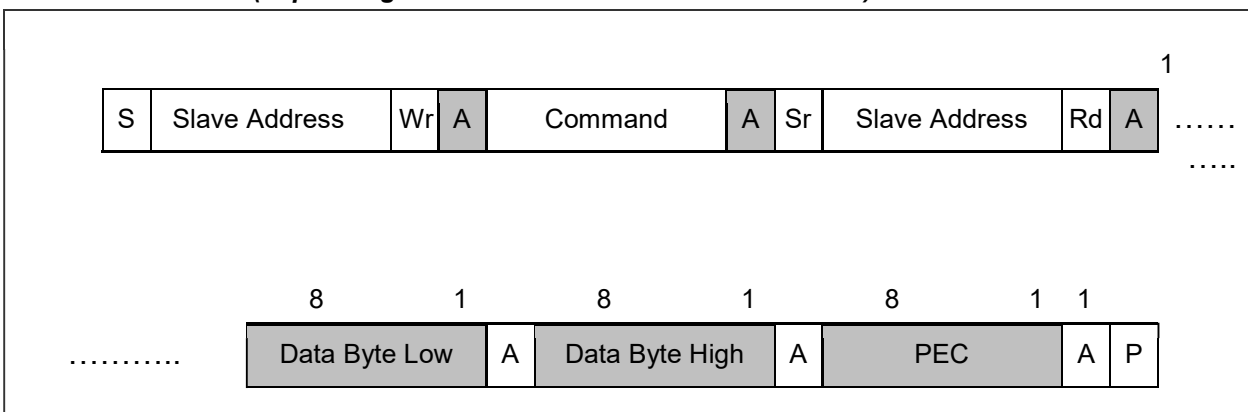 1
S Slave Address Wr A Command A Sr Slave Address Rd A ……
…..
8 1 8 1 8 1 1
……….. Data Byte Low A Data Byte High A PEC A P